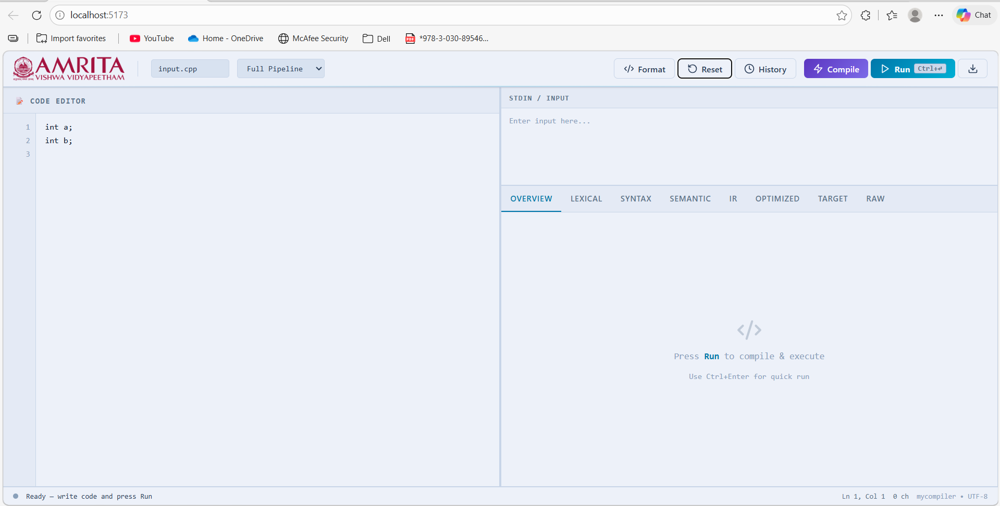 localhost:5173
Chat
Import favorites
YouTube
Home - OneDrive
McAfee Security
Dell
PDF
*978-3-030-89546...
AMRITA
VISHWA VIDYAPEETHAM
input.cpp
Full Pipeline
</> Format
Reset
History
Compile
Run Ctrl+↵
CODE EDITOR
1 int a;
2 int b;
3
STDIN / INPUT
Enter input here...
OVERVIEW LEXICAL SYNTAX SEMANTIC IR OPTIMIZED TARGET RAW
</>
Press Run to compile & execute
Use Ctrl+Enter for quick run
Ready — write code and press Run
Ln 1, Col 1 0 ch mycompiler • UTF-8